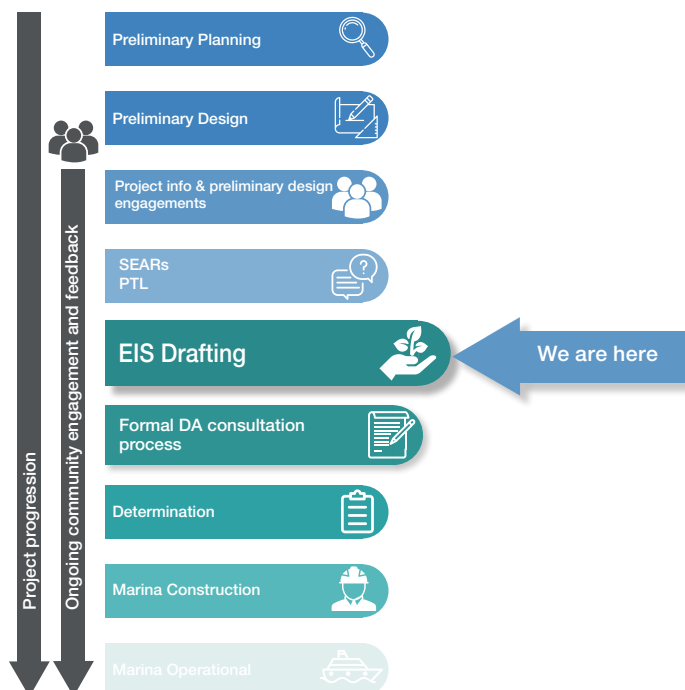 Preliminary Planning
Preliminary Design
Project info & preliminary design
engagements
SEARs
PTL
EIS Drafting
We are here
Formal DA consultation
process
Determination
Marina Construction
Marina Operational
Project progression
Ongoing community engagement and feedback
?